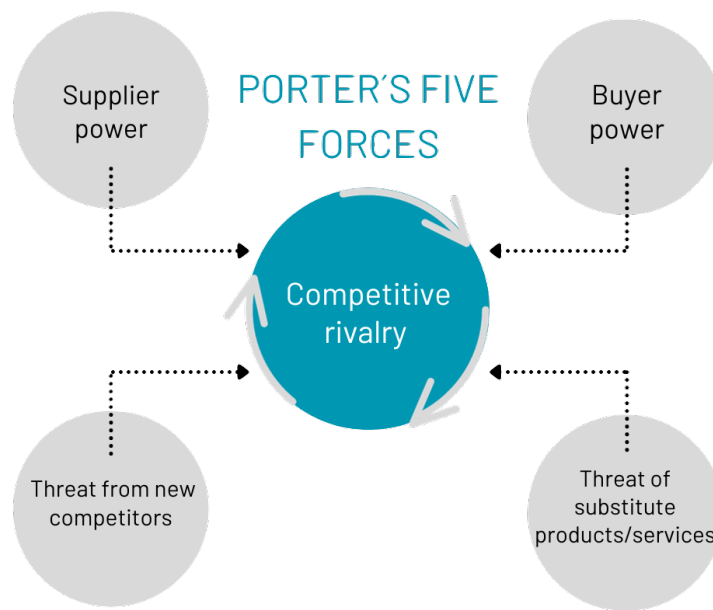 PORTER´S FIVE
FORCES
Supplier
power
Buyer
power
Competitive
rivalry
Threat from new
competitors
Threat of
substitute
products/services